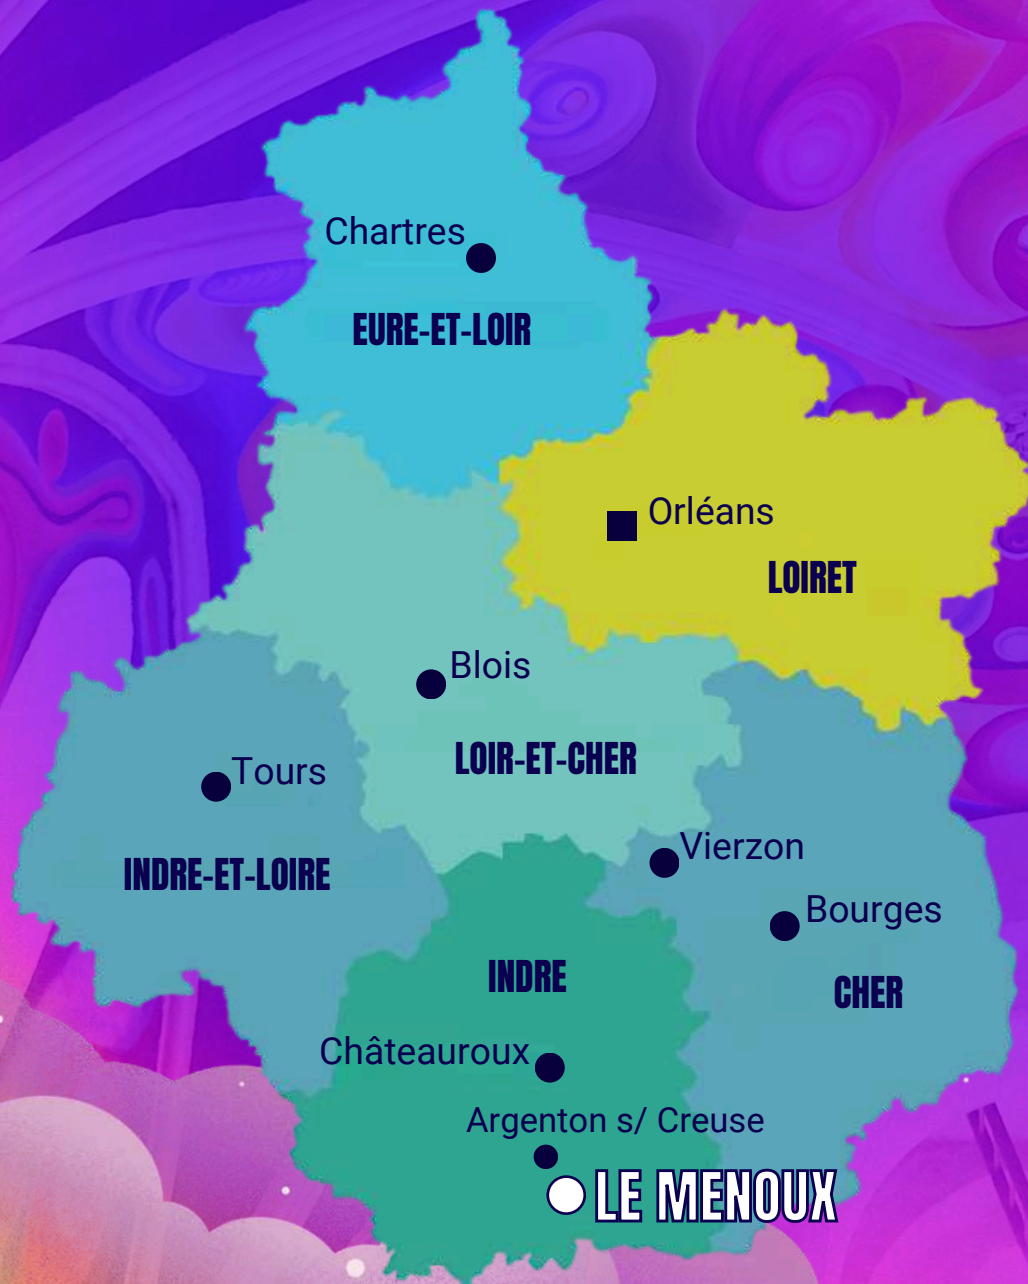 Chartres
EURE-ET-LOIR
Orléans
LOIRET
Blois
LOIR-ET-CHER
Tours
INDRE-ET-LOIRE
Vierzon
Bourges
CHER
INDRE
Châteauroux
Argenton s/ Creuse
LE MENOUX